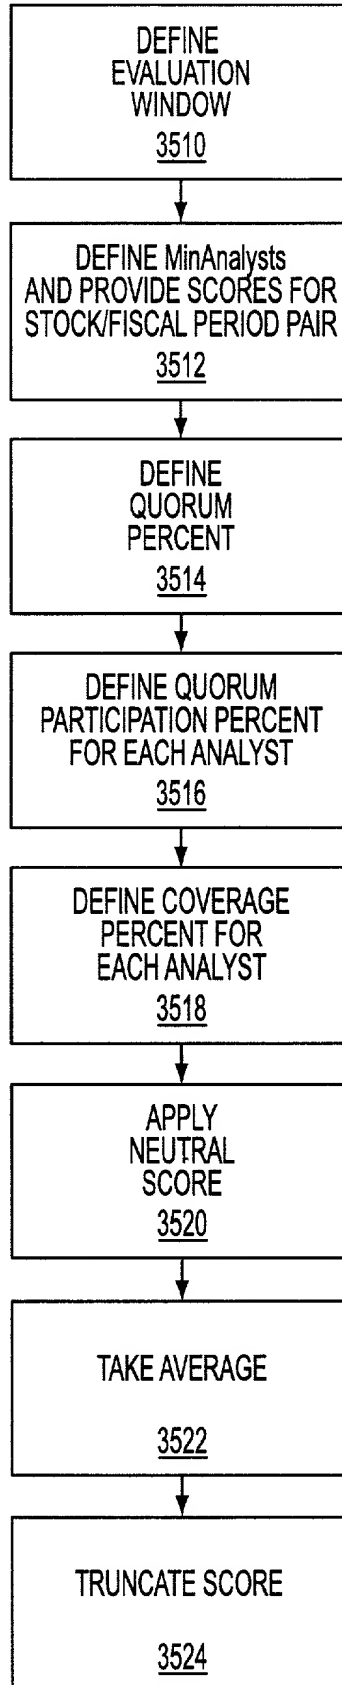 DEFINE
EVALUATION
WINDOW
3510
DEFINE MinAnalysts
AND PROVIDE SCORES FOR
STOCK/FISCAL PERIOD PAIR
3512
DEFINE
QUORUM
PERCENT
3514
DEFINE QUORUM
PARTICIPATION PERCENT
FOR EACH ANALYST
3516
DEFINE COVERAGE
PERCENT FOR
EACH ANALYST
3518
APPLY
NEUTRAL
SCORE
3520
TAKE AVERAGE
3522
TRUNCATE SCORE
3524